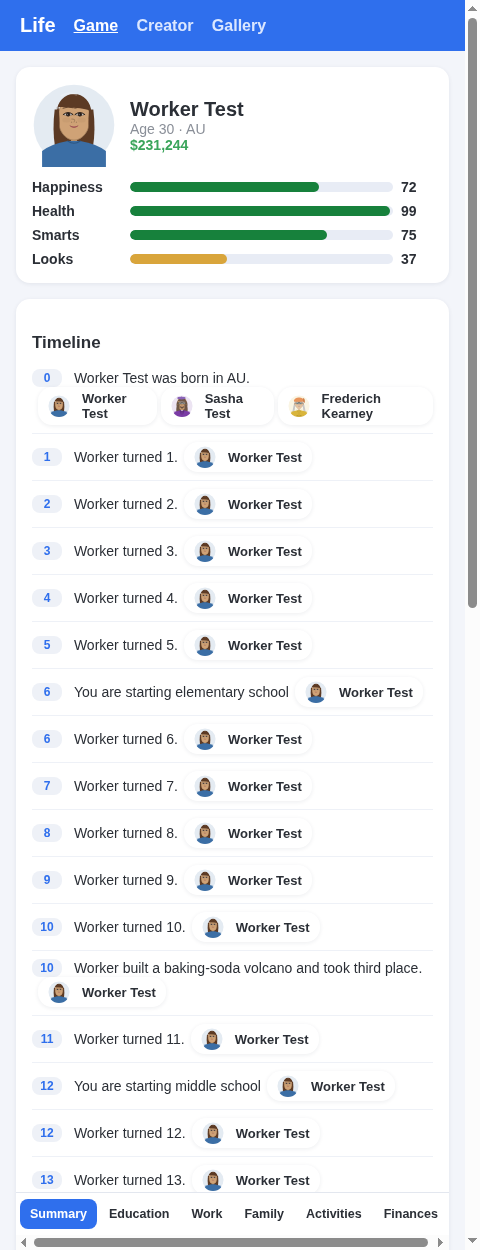 Life Game Creator Gallery
Worker Test
Age 30 · AU
$231,244
Happiness 72
Health 99
Smarts 75
Looks 37
Timeline
0 Worker Test was born in AU.
Worker Test Sasha Test Frederich Kearney
1 Worker turned 1. Worker Test
2 Worker turned 2. Worker Test
3 Worker turned 3. Worker Test
4 Worker turned 4. Worker Test
5 Worker turned 5. Worker Test
6 You are starting elementary school Worker Test
6 Worker turned 6. Worker Test
7 Worker turned 7. Worker Test
8 Worker turned 8. Worker Test
9 Worker turned 9. Worker Test
10 Worker turned 10. Worker Test
10 Worker built a baking-soda volcano and took third place.
Worker Test
11 Worker turned 11. Worker Test
12 You are starting middle school Worker Test
12 Worker turned 12. Worker Test
13 Worker turned 13. Worker Test
Summary Education Work Family Activities Finances